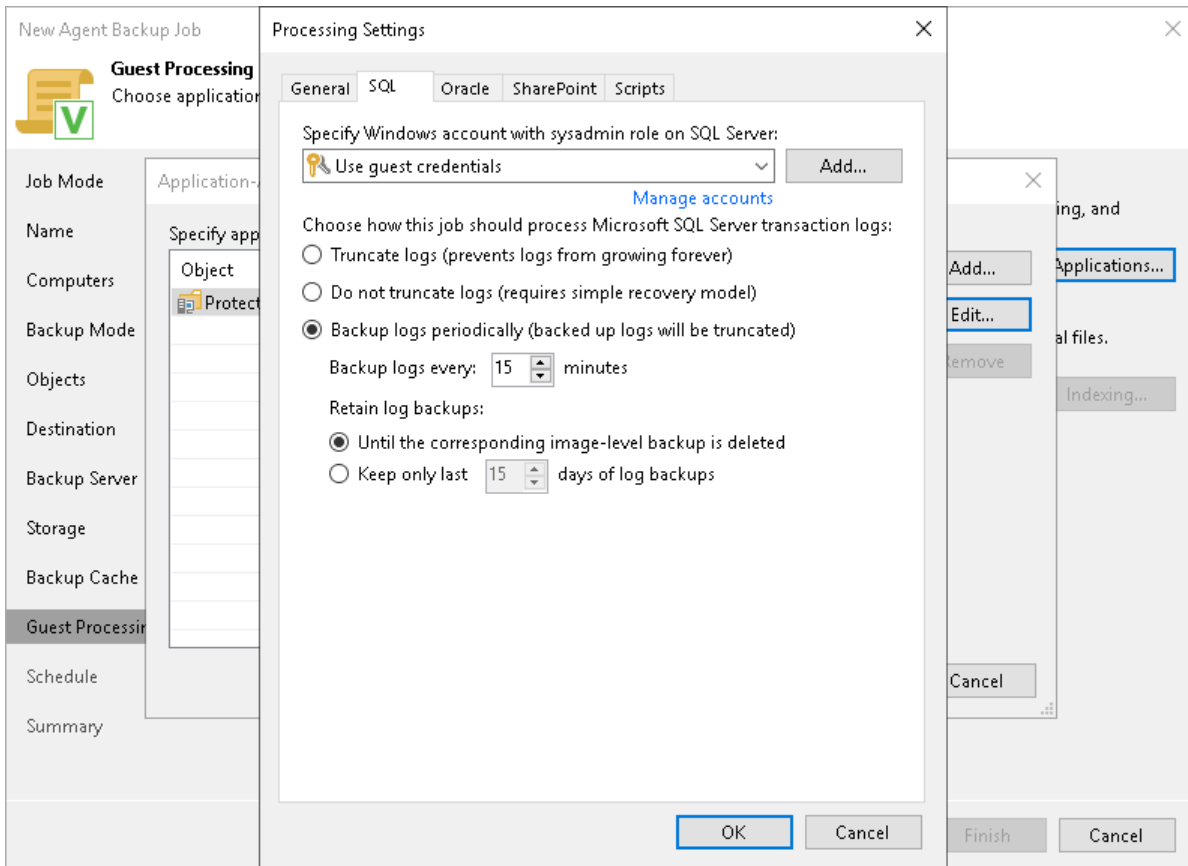 New Agent Backup Job
Guest Processing
Choose application
Job Mode
Name
Computers
Backup Mode
Objects
Destination
Backup Server
Storage
Backup Cache
Guest Processin
Schedule
Summary
Application-
Specify app
Object
Protect
Processing Settings
General
SQL
Oracle
SharePoint
Scripts
Specify Windows account with sysadmin role on SQL Server:
Use guest credentials
Add...
Manage accounts
Choose how this job should process Microsoft SQL Server transaction logs:
Truncate logs (prevents logs from growing forever)
Do not truncate logs (requires simple recovery model)
Backup logs periodically (backed up logs will be truncated)
Backup logs every: 15 minutes
Retain log backups:
Until the corresponding image-level backup is deleted
Keep only last 15 days of log backups
OK
Cancel
Add...
Edit...
Remove
Cancel
ing, and
Applications...
al files.
Indexing...
Finish
Cancel